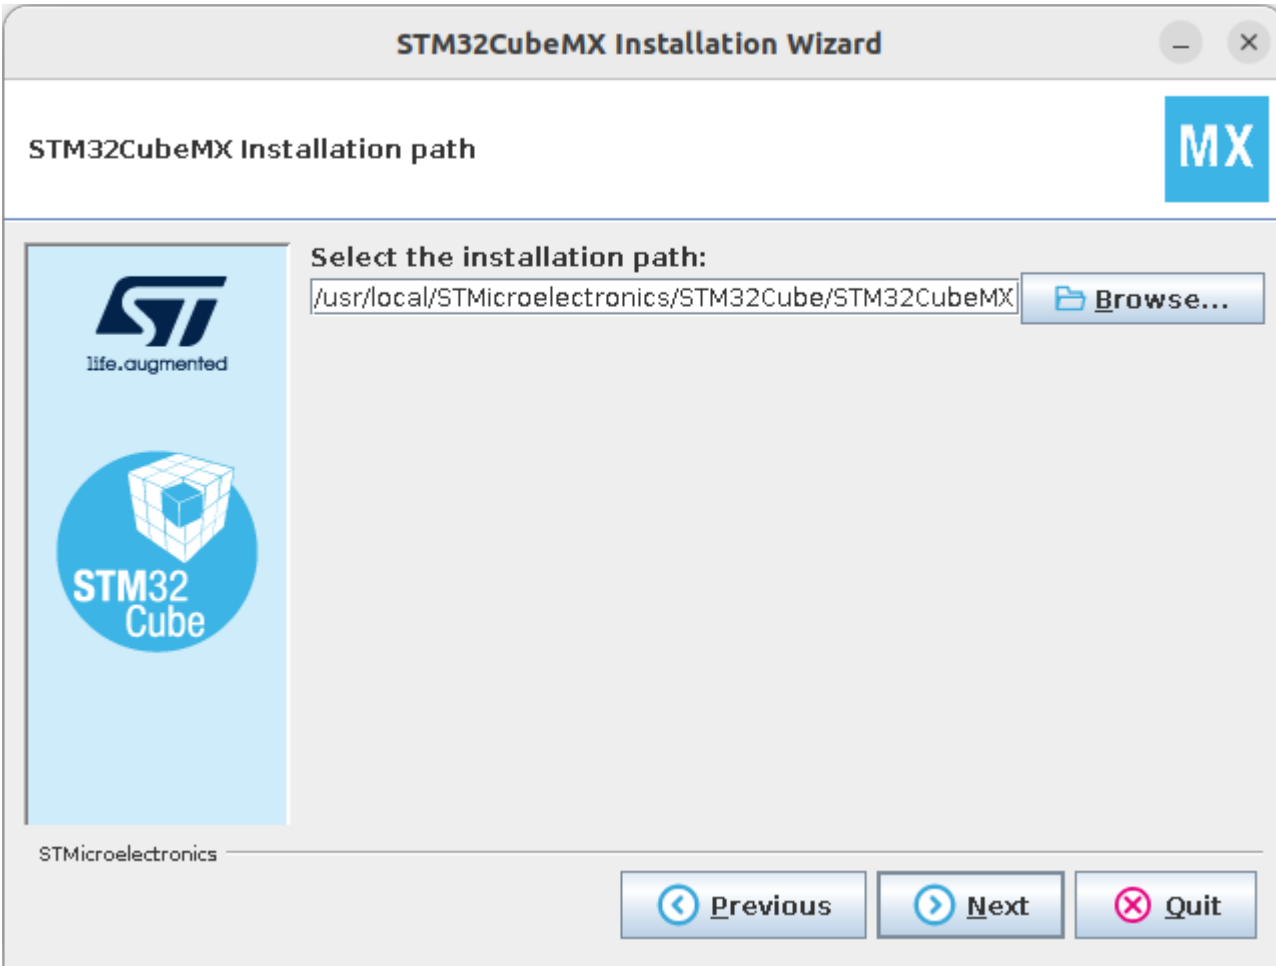 STM32CubeMX Installation Wizard
STM32CubeMX Installation path
MX
Select the installation path:
/usr/local/STMicroelectronics/STM32Cube/STM32CubeMX
Browse...
ST
life.augmented
STM32
Cube
STMicroelectronics
Previous
Next
Quit